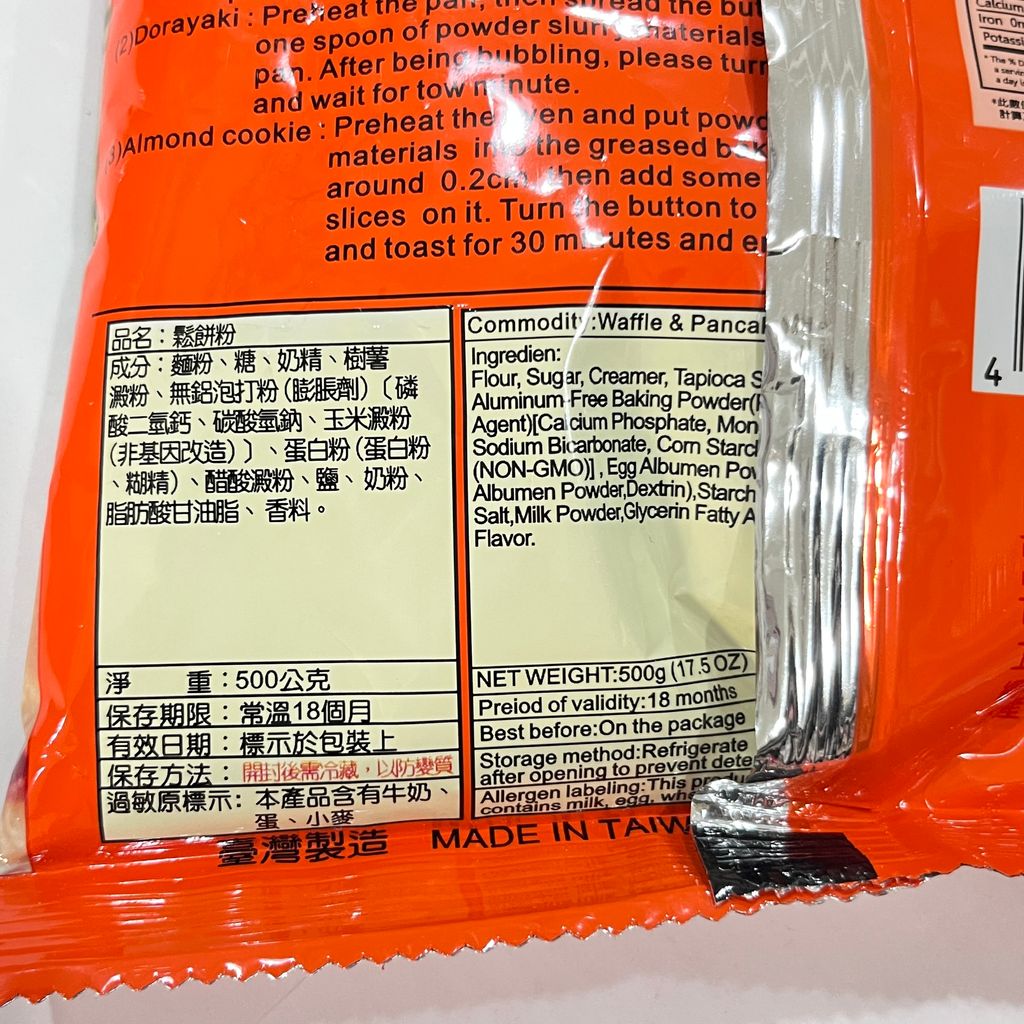 (2)Dorayaki : Preheat the pan, then spread the but
one spoon of powder slurry materials
pan. After being bubbling, please turn
and wait for tow minute.
(3)Almond cookie : Preheat the oven and put powd
materials into the greased bak
around 0.2cm, then add some
slices on it. Turn the button to
and toast for 30 minutes and
品名：鬆餅粉
成分：麵粉、糖、奶精、樹薯
澱粉、無鋁泡打粉(膨脹劑)〔磷
酸二氫鈣、碳酸氫鈉、玉米澱粉
(非基因改造)〕、蛋白粉(蛋白粉
、糊精)、醋酸澱粉、鹽、奶粉、
脂肪酸甘油脂、香料。
淨 重：500公克
保存期限：常溫18個月
有效日期：標示於包裝上
保存方法：開封後需冷藏，以防變質
過敏原標示：本產品含有牛奶、
蛋、小麥
Commodity:Waffle & Pancak
Ingredien:
Flour, Sugar, Creamer, Tapioca S
Aluminum-Free Baking Powder(
Agent)[Calcium Phosphate, Mon
Sodium Bicarbonate, Corn Starc
(NON-GMO)], Egg Albumen Pow
Albumen Powder,Dextrin),Starch
Salt,Milk Powder,Glycerin Fatty A
Flavor.
NET WEIGHT:500g (17.5 OZ)
Preiod of validity:18 months
Best before:On the package
Storage method:Refrigerate
after opening to prevent dete
Allergen labeling:This produ
contains milk, egg, whe
臺灣製造 MADE IN TAIW
Calcium
Iron 0m
Potassi
* The % D
a servin
a day i
*此數
計算
4